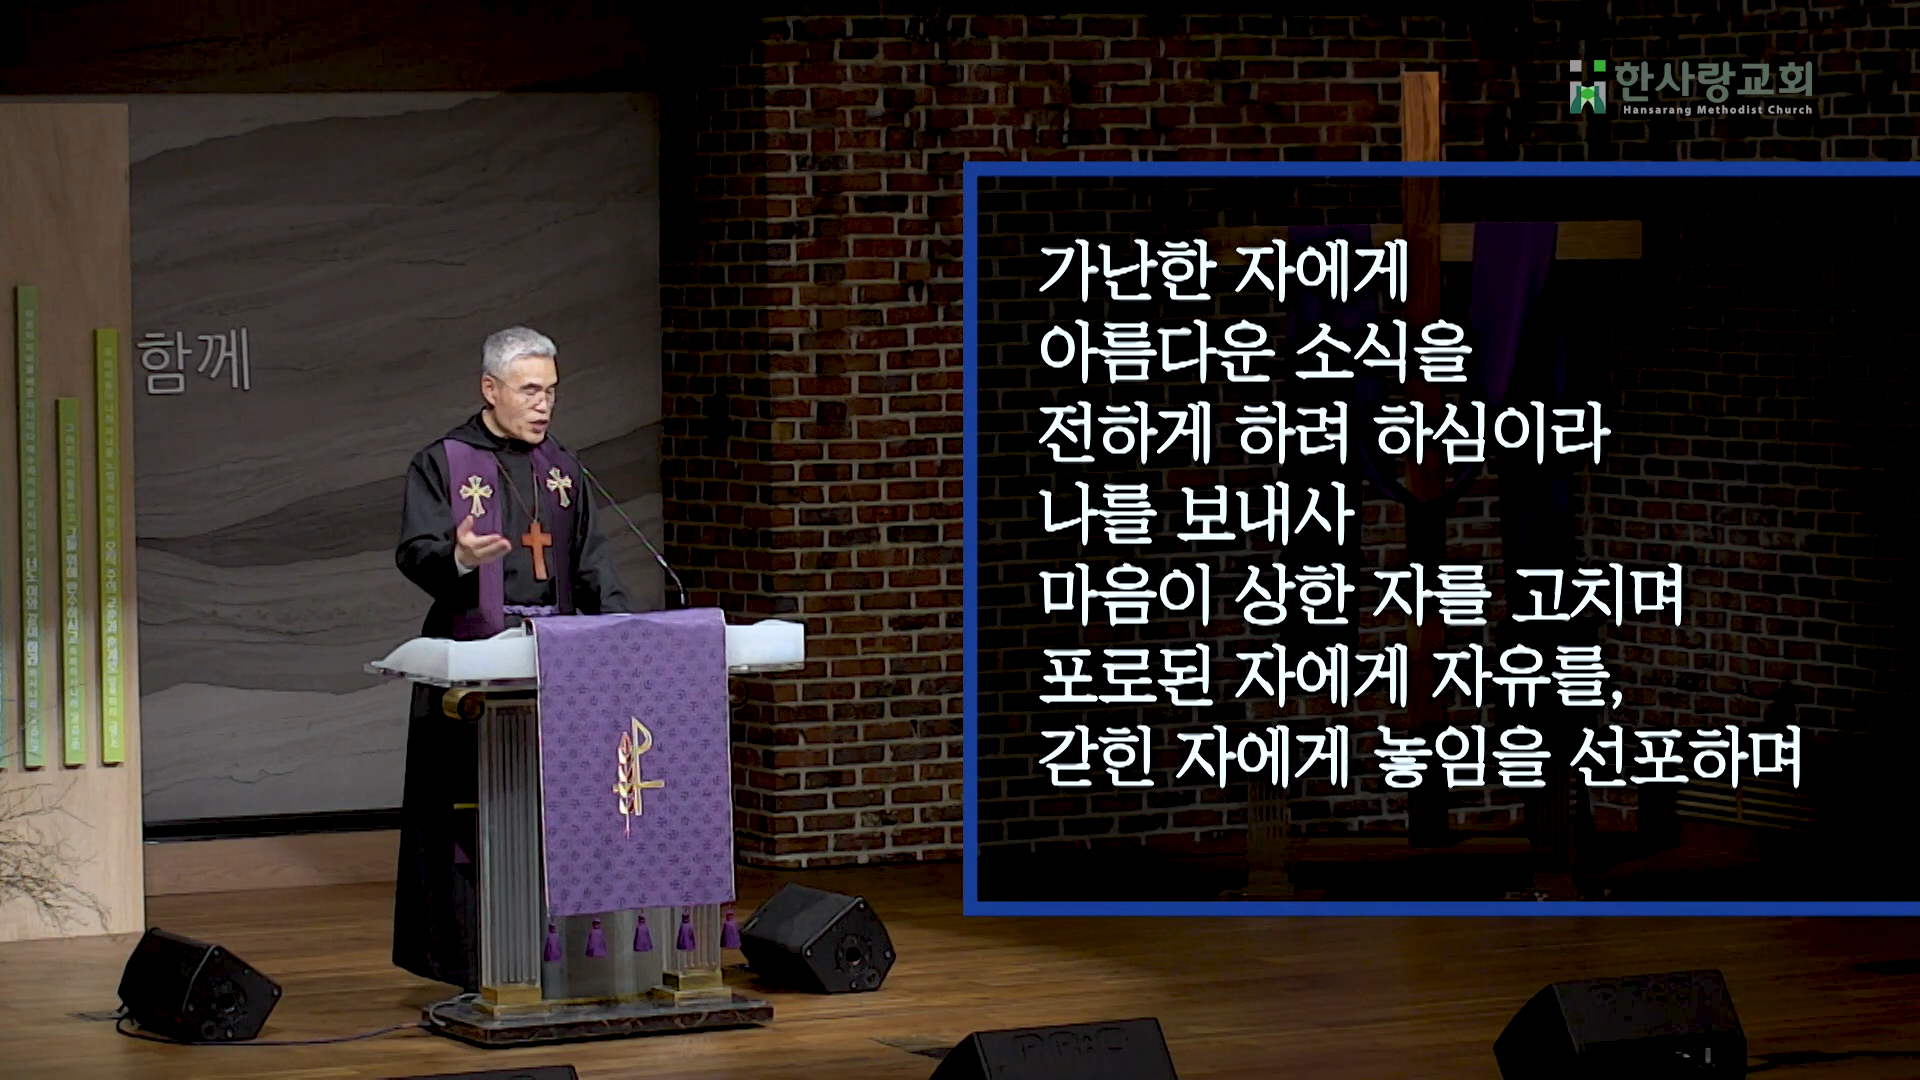 한사랑교회
Hansarang Methodist Church
함께
가난한 자에게
아름다운 소식을
전하게 하려 하심이라
나를 보내사
마음이 상한 자를 고치며
포로된 자에게 자유를,
갇힌 자에게 놓임을 선포하며